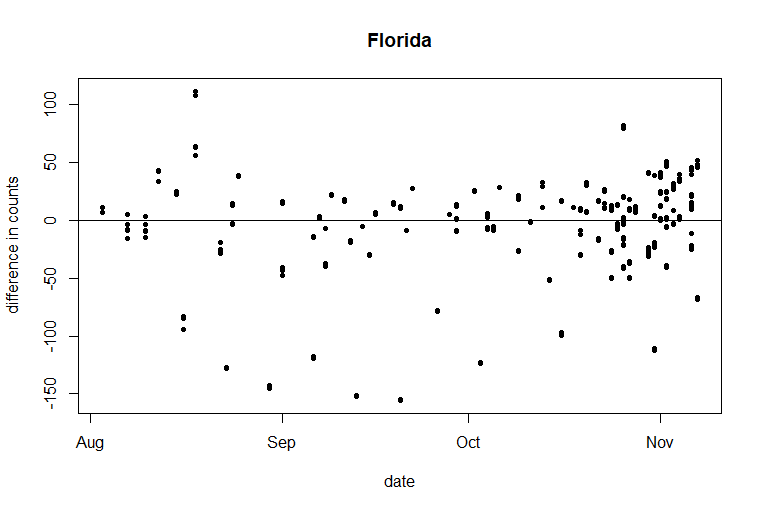 Florida
difference in counts
100
50
0
-50
-100
-150
Aug
Sep
Oct
Nov
date